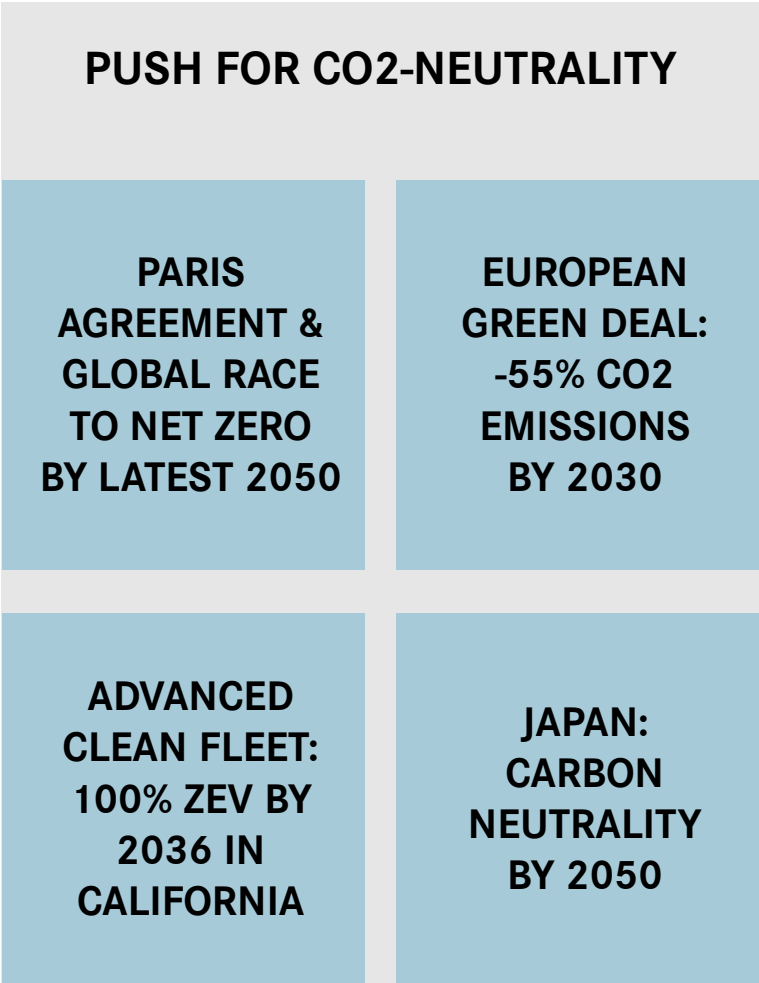 PUSH FOR CO2-NEUTRALITY
PARIS
AGREEMENT &
GLOBAL RACE
TO NET ZERO
BY LATEST 2050
EUROPEAN
GREEN DEAL:
-55% CO2
EMISSIONS
BY 2030
ADVANCED
CLEAN FLEET:
100% ZEV BY
2036 IN
CALIFORNIA
JAPAN:
CARBON
NEUTRALITY
BY 2050